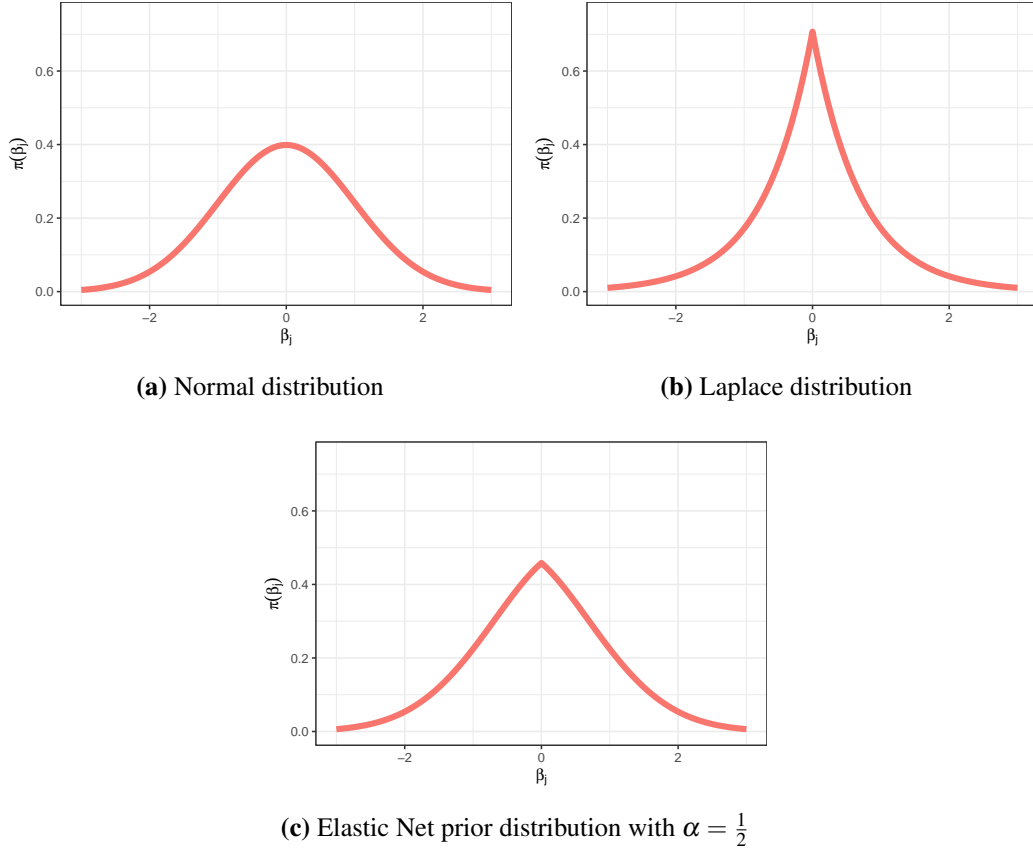 0.6
0.4
0.2
0.0
π(βj)
−2
0
2
βj
(a) Normal distribution
0.6
0.4
0.2
0.0
π(βj)
−2
0
2
βj
(b) Laplace distribution
0.6
0.4
0.2
0.0
π(βj)
−2
0
2
βj
(c) Elastic Net prior distribution with α = 1/2